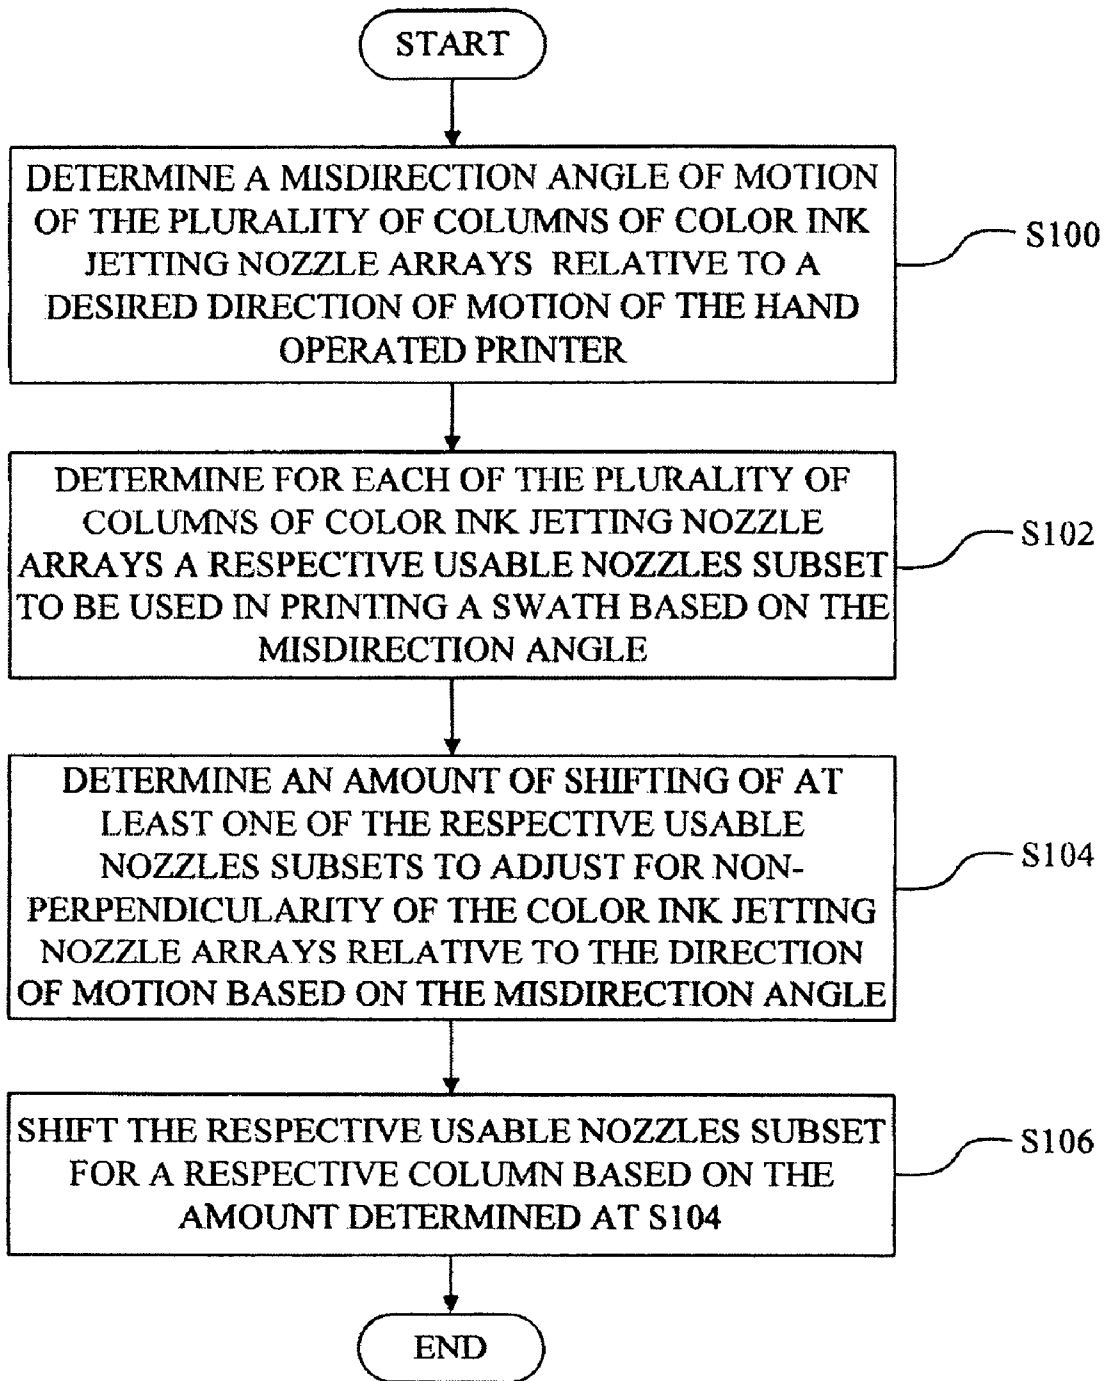 START
DETERMINE A MISDIRECTION ANGLE OF MOTION
OF THE PLURALITY OF COLUMNS OF COLOR INK
JETTING NOZZLE ARRAYS RELATIVE TO A
DESIRED DIRECTION OF MOTION OF THE HAND
OPERATED PRINTER
S100
DETERMINE FOR EACH OF THE PLURALITY OF
COLUMNS OF COLOR INK JETTING NOZZLE
ARRAYS A RESPECTIVE USABLE NOZZLES SUBSET
TO BE USED IN PRINTING A SWATH BASED ON THE
MISDIRECTION ANGLE
S102
DETERMINE AN AMOUNT OF SHIFTING OF AT
LEAST ONE OF THE RESPECTIVE USABLE
NOZZLES SUBSETS TO ADJUST FOR NON-
PERPENDICULARITY OF THE COLOR INK JETTING
NOZZLE ARRAYS RELATIVE TO THE DIRECTION
OF MOTION BASED ON THE MISDIRECTION ANGLE
S104
SHIFT THE RESPECTIVE USABLE NOZZLES SUBSET
FOR A RESPECTIVE COLUMN BASED ON THE
AMOUNT DETERMINED AT S104
S106
END